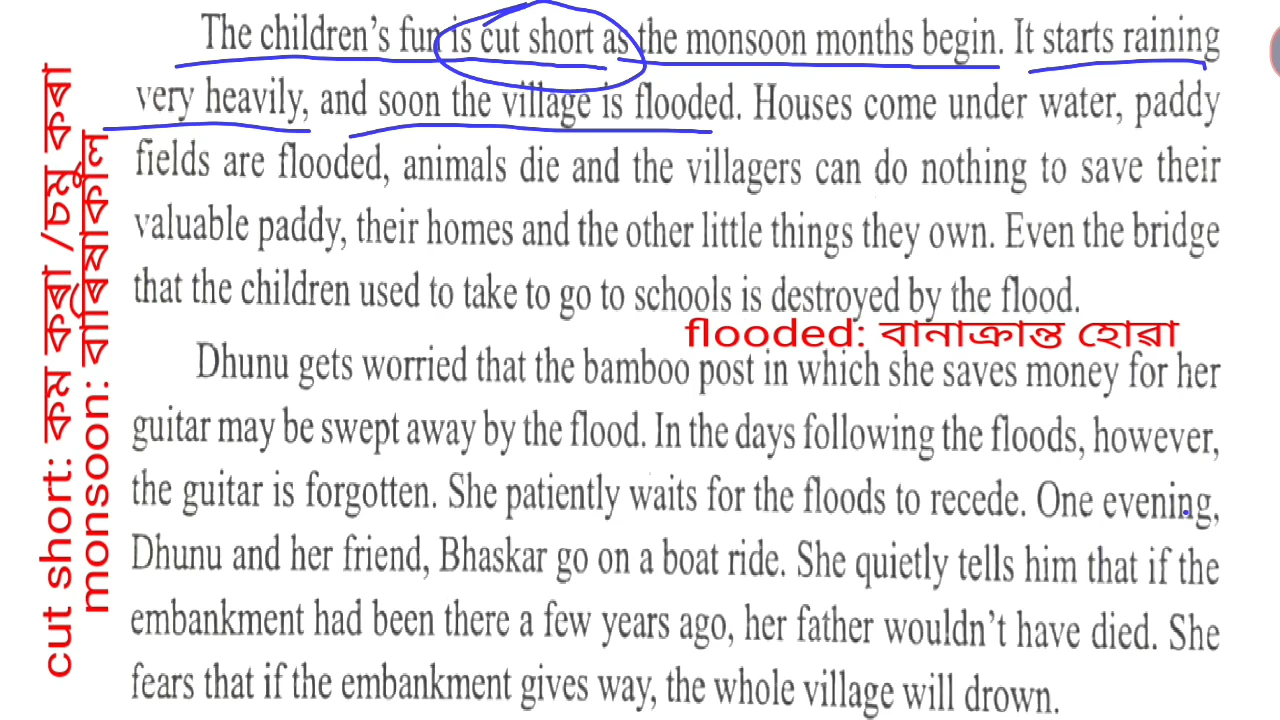 The children's fun is cut short as the monsoon months begin. It starts raining
very heavily, and soon the village is flooded. Houses come under water, paddy
fields are flooded, animals die and the villagers can do nothing to save their
valuable paddy, their homes and the other little things they own. Even the bridge
that the children used to take to go to schools is destroyed by the flood.
flooded: বানাক্ৰান্ত হোৱা
Dhunu gets worried that the bamboo post in which she saves money for her
guitar may be swept away by the flood. In the days following the floods, however,
the guitar is forgotten. She patiently waits for the floods to recede. One evening,
Dhunu and her friend, Bhaskar go on a boat ride. She quietly tells him that if the
embankment had been there a few years ago, her father wouldn't have died. She
fears that if the embankment gives way, the whole village will drown.
cut short: কম কৰা /চমু কৰা
monsoon: বাৰিষাকাল